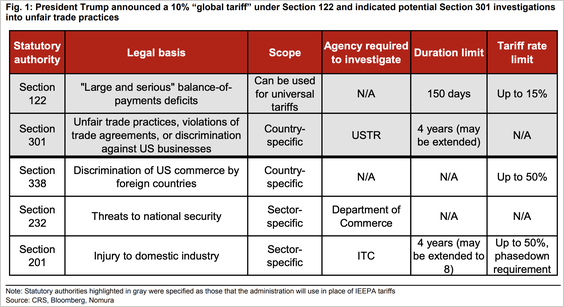 Fig. 1: President Trump announced a 10% “global tariff” under Section 122 and indicated potential Section 301 investigations
into unfair trade practices
Statutory
authority
Legal basis
Scope
Agency required
to investigate
Duration limit
Tariff rate
limit
Section
122
"Large and serious" balance-of-
payments deficits
Can be used
for universal
tariffs
N/A
150 days
Up to 15%
Section
301
Unfair trade practices, violations of
trade agreements, or discrimination
against US businesses
Country-
specific
USTR
4 years (may
be extended)
N/A
Section
338
Discrimination of US commerce by
foreign countries
Country-
specific
N/A
N/A
Up to 50%
Section
232
Threats to national security
Sector-
specific
Department of
Commerce
N/A
N/A
Section
201
Injury to domestic industry
Sector-
specific
ITC
4 years (may
be extended to
8)
Up to 50%,
phasedown
requirement
Note: Statutory authorities highlighted in gray were specified as those that the administration will use in place of IEEPA tariffs
Source: CRS, Bloomberg, Nomura